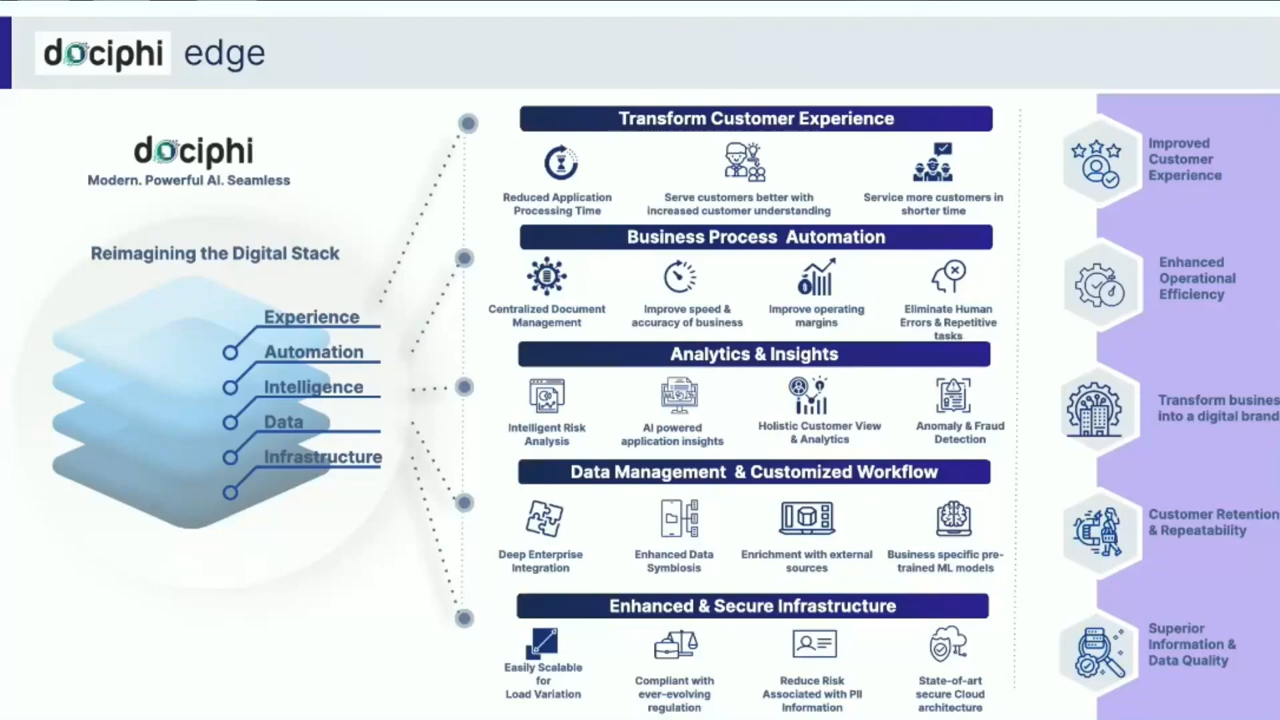 dociphi edge
dociphi
Modern. Powerful AI. Seamless
Reimagining the Digital Stack
Experience
Automation
Intelligence
Data
Infrastructure
Transform Customer Experience
Reduced Application
Processing Time
Serve customers better with
increased customer understanding
Service more customers in
shorter time
Business Process Automation
Centralized Document
Management
Improve speed &
accuracy of business
Improve operating
margins
Eliminate Human
Errors & Repetitive
tasks
Analytics & Insights
Intelligent Risk
Analysis
AI powered
application insights
Holistic Customer View
& Analytics
Anomaly & Fraud
Detection
Data Management & Customized Workflow
Deep Enterprise
Integration
Enhanced Data
Symbiosis
Enrichment with external
sources
Business specific pre-
trained ML models
Enhanced & Secure Infrastructure
Easily Scalable
for
Load Variation
Compliant with
ever-evolving
regulation
Reduce Risk
Associated with PII
Information
State-of-art
secure Cloud
architecture
Improved
Customer
Experience
Enhanced
Operational
Efficiency
Transform busines
into a digital brand
Customer Retention
& Repeatability
Superior
Information &
Data Quality